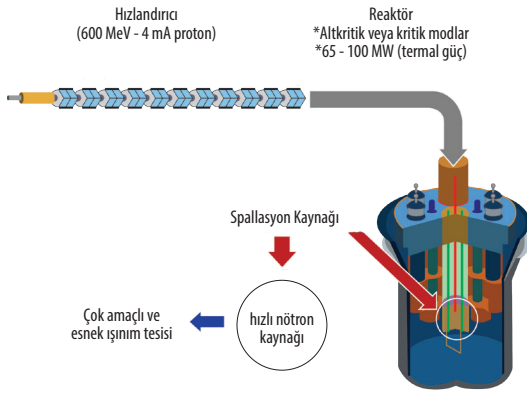 Hızlandırıcı
(600 MeV - 4 mA proton)
Reaktör
*Altkritik veya kritik modlar
*65 - 100 MW (termal güç)
Spallasyon Kaynağı
hızlı nötron
kaynağı
Çok amaçlı ve
esnek ışınım tesisi